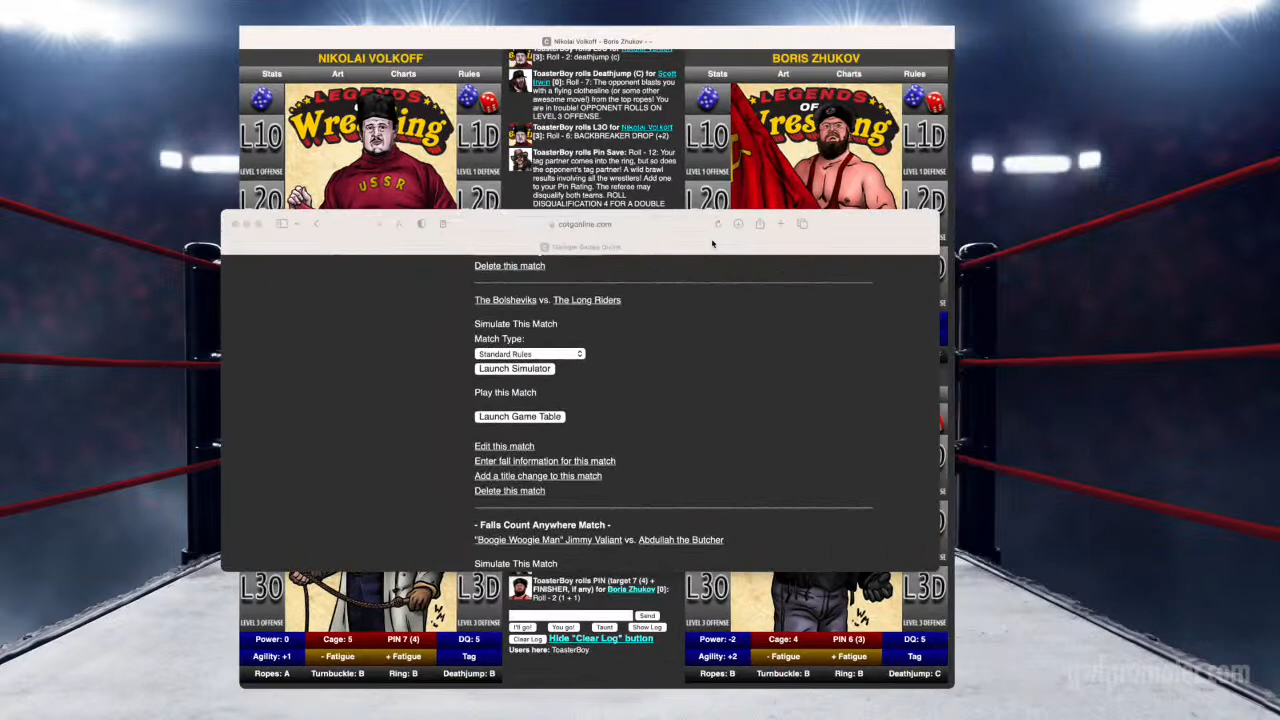 Nikolai Volkoff - Boris Zhukov - -
NIKOLAI VOLKOFF
Stats Art Charts Rules
LEGENDS
OF
Wrestling
USSR
L1O
LEVEL 1 OFFENSE
L1D
LEVEL 1 DEFENSE
L2O
L2D
[3]: Roll - 2: deathjump (c)
ToasterBoy rolls Deathjump (C) for Scott
Irwin [0]: Roll - 7: The opponent blasts you
with a flying clothesline (or some other
awesome move!) from the top ropes! You
are in trouble! OPPONENT ROLLS ON
LEVEL 3 OFFENSE.
ToasterBoy rolls L3O for Nikolai Volkoff
[3]: Roll - 6: BACKBREAKER DROP (+2)
ToasterBoy rolls Pin Save: Roll - 12: Your
tag partner comes into the ring, but so does
the opponent's tag partner! A wild brawl
results involving all the wrestlers! Add one
to your Pin Rating. The referee may
disqualify both teams. ROLL
DISQUALIFICATION 4 FOR A DOUBLE
BORIS ZHUKOV
Stats Art Charts Rules
LEGENDS
OF
Wrestling
L1O
LEVEL 1 OFFENSE
L1D
LEVEL 1 DEFENSE
L2O
L2D
cotgonline.com
Delete this match
The Bolsheviks vs. The Long Riders
Simulate This Match
Match Type:
Standard Rules
Launch Simulator
Play this Match
Launch Game Table
Edit this match
Enter fall information for this match
Add a title change to this match
Delete this match
- Falls Count Anywhere Match -
"Boogie Woogie Man" Jimmy Valiant vs. Abdullah the Butcher
Simulate This Match
L3O
LEVEL 3 OFFENSE
L3D
LEVEL 3 DEFENSE
Power: 0 Cage: 5 PIN 7 (4) DQ: 5
Agility: +1 - Fatigue + Fatigue Tag
Ropes: A Turnbuckle: B Ring: B Deathjump: B
ToasterBoy rolls PIN (target 7 (4) +
FINISHER, if any) for Boris Zhukov [0]:
Roll - 2 (1 + 1)
Send
I'll go! You go! Taunt Show Log
Clear Log Hide "Clear Log" button
Users here: ToasterBoy
L3O
LEVEL 3 OFFENSE
L3D
LEVEL 3 DEFENSE
Power: -2 Cage: 4 PIN 6 (3) DQ: 5
Agility: +2 - Fatigue + Fatigue Tag
Ropes: B Turnbuckle: B Ring: B Deathjump: C